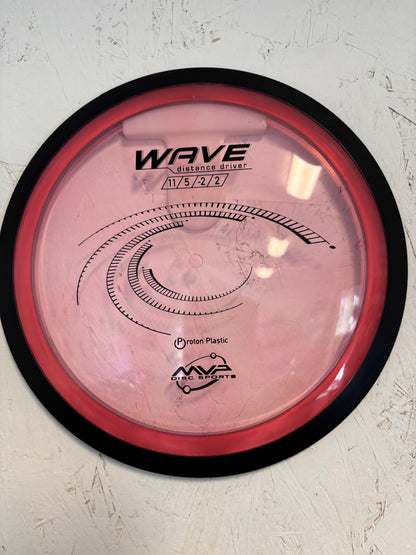 WAVE
distance driver
11/5/-2/2
Proton Plastic
MVP
DISC SPORTS